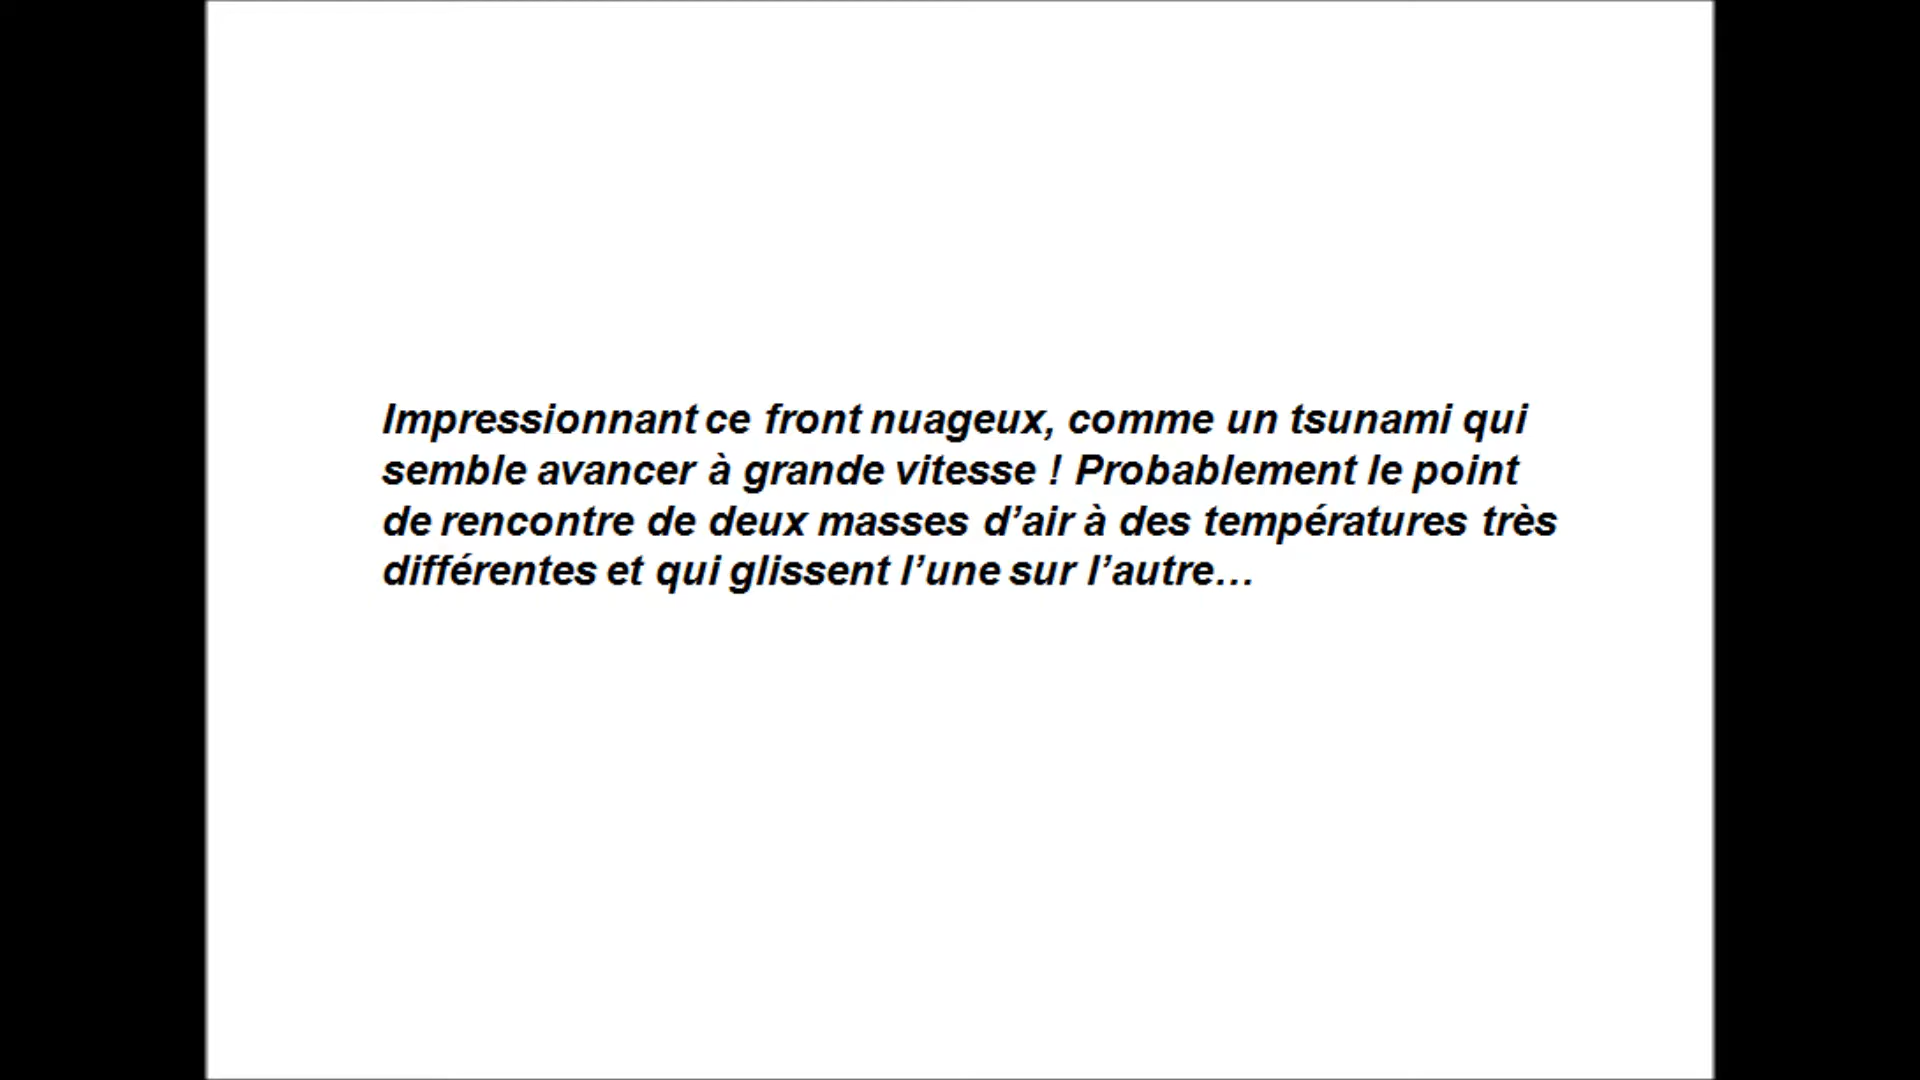 Impressionnant ce front nuageux, comme un tsunami qui
semble avancer à grande vitesse ! Probablement le point
de rencontre de deux masses d’air à des températures très
différentes et qui glissent l’une sur l’autre…